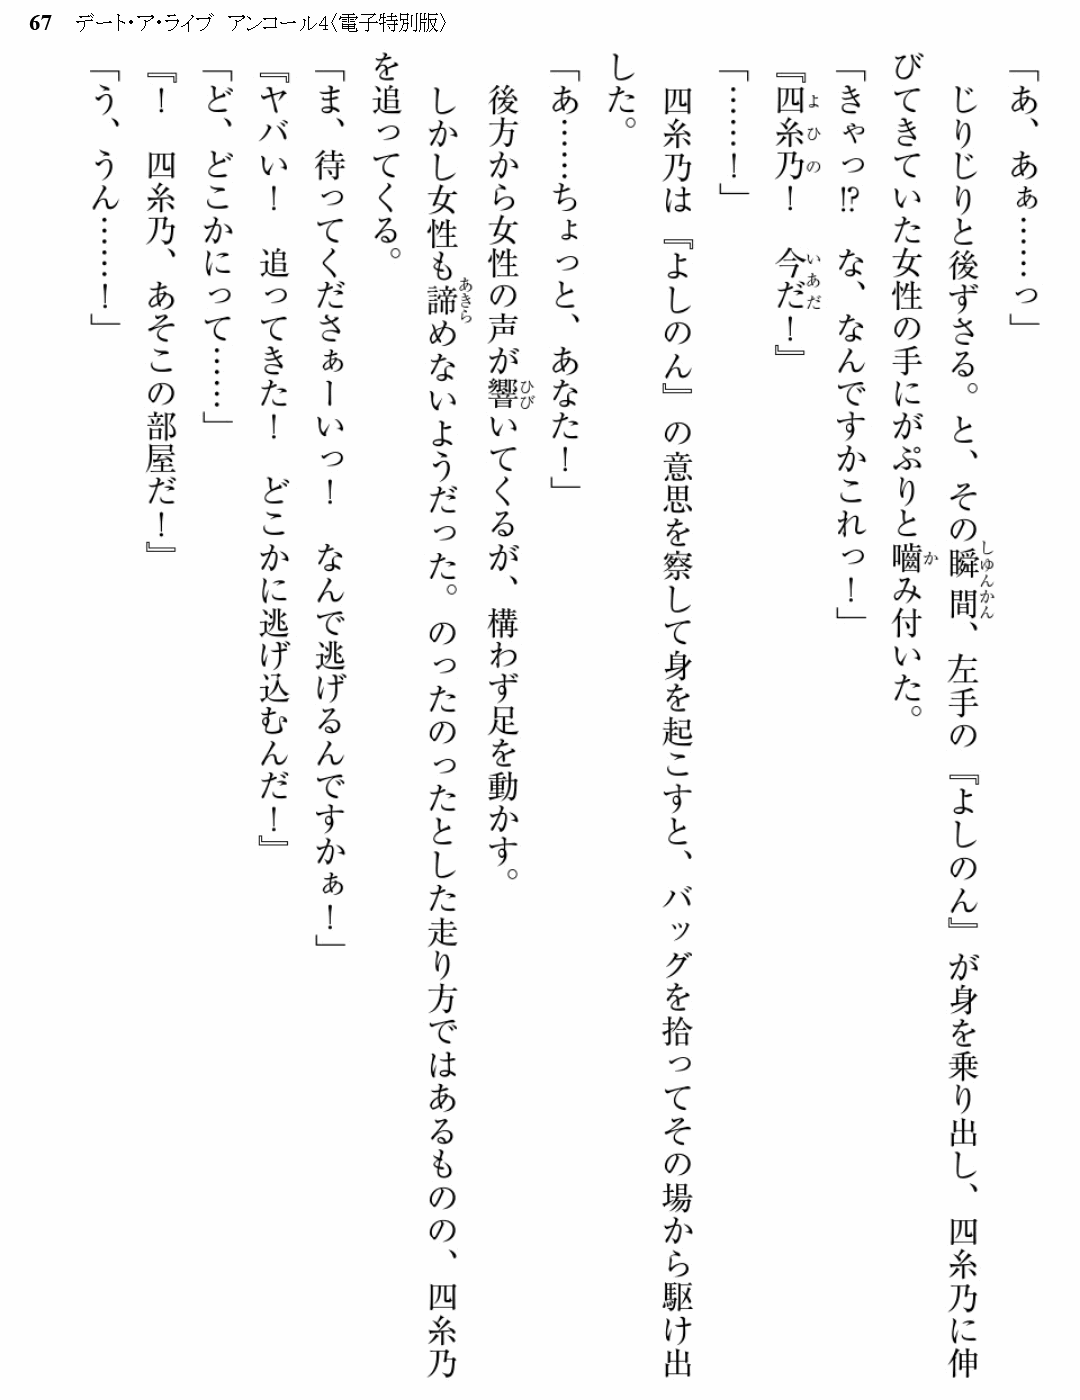 67 デート・ア・ライブ アンコール4〈電子特別版〉
「あ、あぁ……っ」
　じりじりと後ずさる。と、その瞬間、左手の『よしのん』が身を乗り出し、四糸乃に伸
びてきていた女性の手にがぷりと嚙み付いた。
「きゃっ!? な、なんですかこれっ！」
『四糸乃！　今だ！』
「……！」
　四糸乃は『よしのん』の意思を察して身を起こすと、バッグを拾ってその場から駆け出
した。
「あ……ちょっと、あなた！」
　後方から女性の声が響いてくるが、構わず足を動かす。
　しかし女性も諦めないようだった。のったのったとした走り方ではあるものの、四糸乃
を追ってくる。
「ま、待ってくださぁーいっ！　なんで逃げるんですかぁ！」
『ヤバい！　追ってきた！　どこかに逃げ込むんだ！』
「ど、どこかにって……」
『！　四糸乃、あそこの部屋だ！』
「う、うん………！」